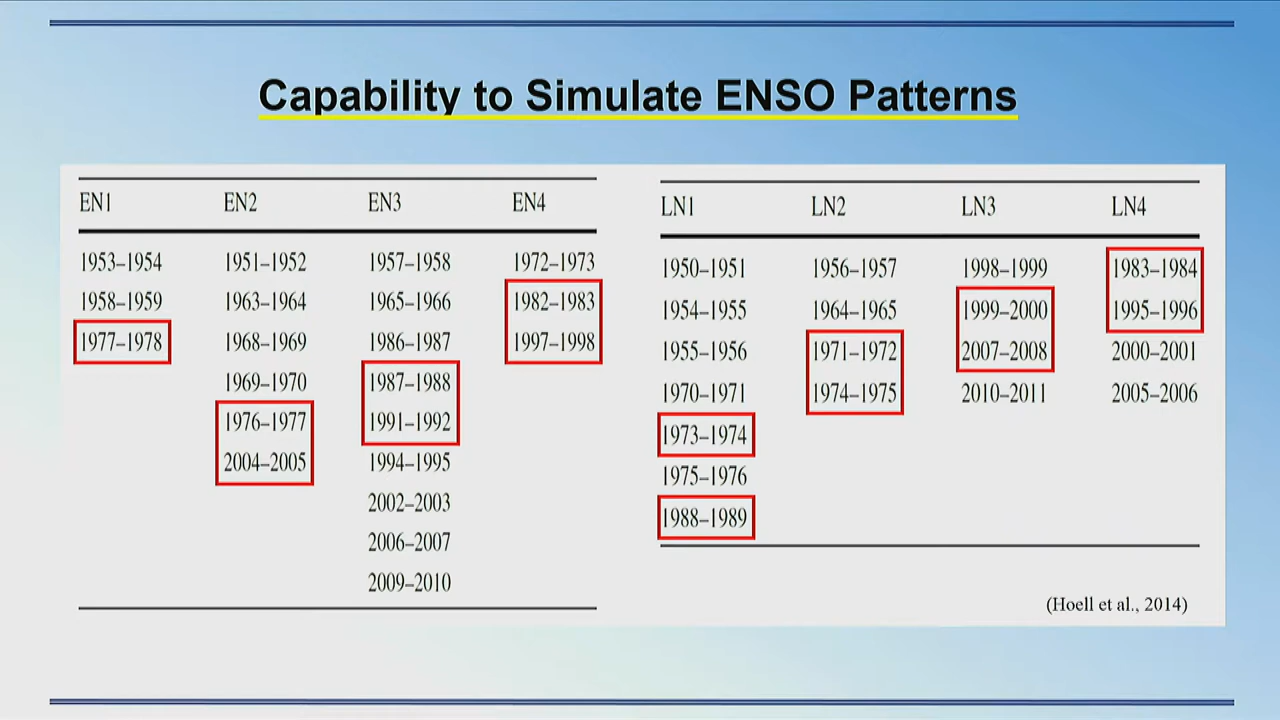 Capability to Simulate ENSO Patterns
EN1 EN2 EN3 EN4
1953–1954 1951–1952 1957–1958 1972–1973
1958–1959 1963–1964 1965–1966 1982–1983
1977–1978 1968–1969 1986–1987 1997–1998
1969–1970 1987–1988
1976–1977 1991–1992
2004–2005 1994–1995
2002–2003
2006–2007
2009–2010
LN1 LN2 LN3 LN4
1950–1951 1956–1957 1998–1999 1983–1984
1954–1955 1964–1965 1999–2000 1995–1996
1955–1956 1971–1972 2007–2008 2000–2001
1970–1971 1974–1975 2010–2011 2005–2006
1973–1974
1975–1976
1988–1989
(Hoell et al., 2014)